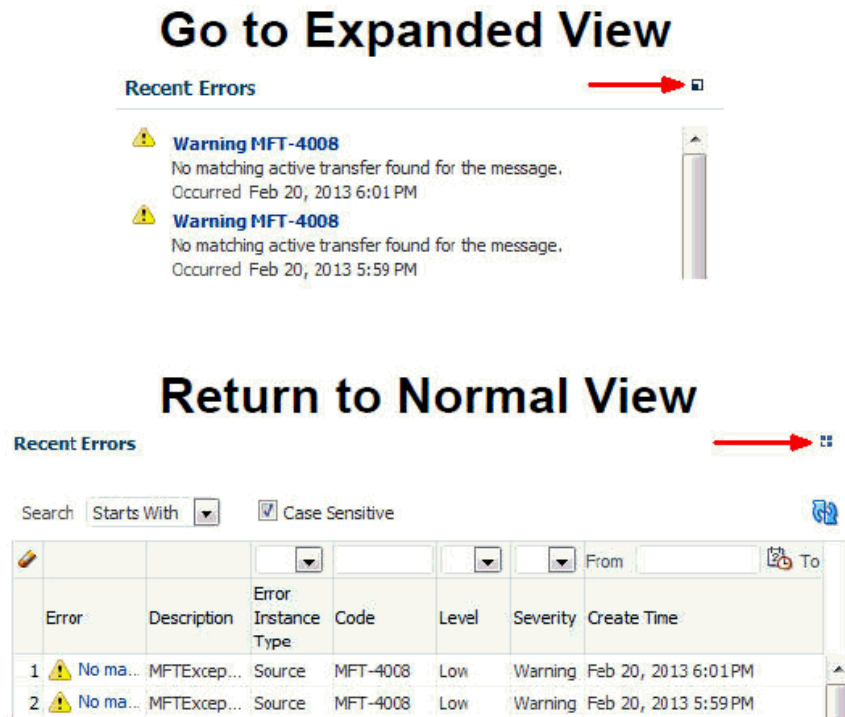 Go to Expanded View
Recent Errors
Warning MFT-4008
No matching active transfer found for the message.
Occurred Feb 20, 2013 6:01 PM
Warning MFT-4008
No matching active transfer found for the message.
Occurred Feb 20, 2013 5:59 PM
Return to Normal View
Recent Errors
Search Starts With Case Sensitive
From To
Error Description Error Instance Type Code Level Severity Create Time
1 No ma... MFTExcep... Source MFT-4008 Low Warning Feb 20, 2013 6:01 PM
2 No ma... MFTExcep... Source MFT-4008 Low Warning Feb 20, 2013 5:59 PM